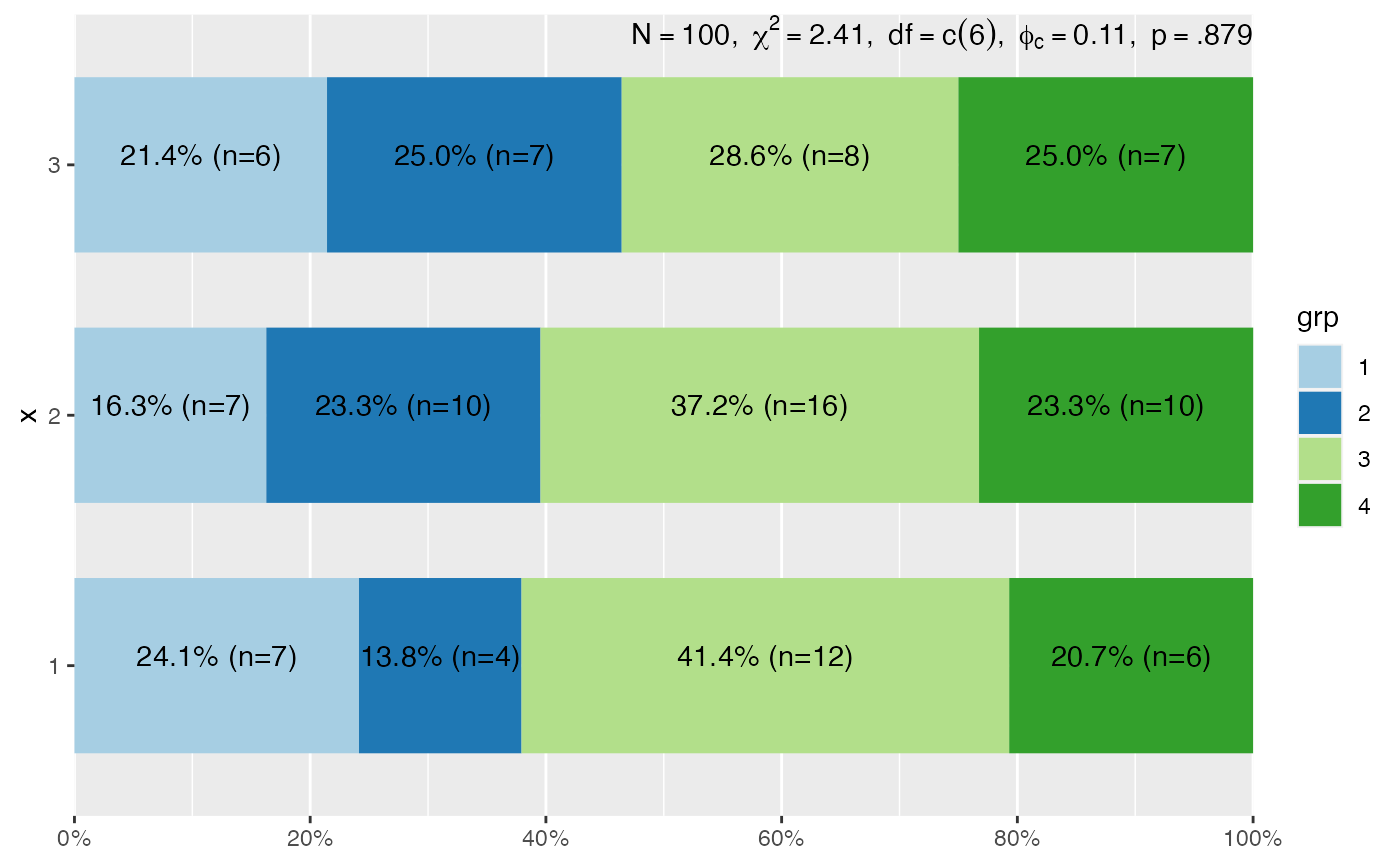 N = 100, χ² = 2.41, df = c(6), ϕc = 0.11, p = .879
3
21.4% (n=6) 25.0% (n=7) 28.6% (n=8) 25.0% (n=7)
grp
1
2
3
4
x
2
16.3% (n=7) 23.3% (n=10) 37.2% (n=16) 23.3% (n=10)
1
24.1% (n=7) 13.8% (n=4) 41.4% (n=12) 20.7% (n=6)
0% 20% 40% 60% 80% 100%